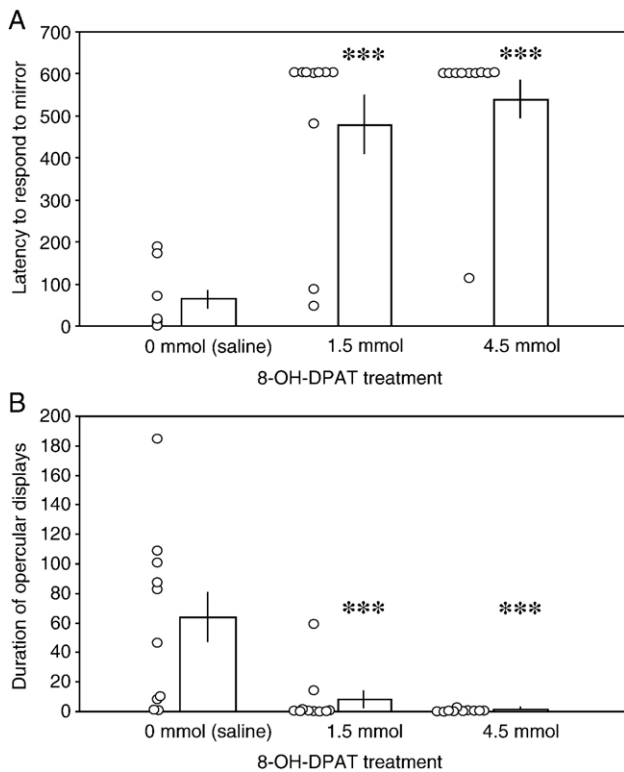 A
Latency to respond to mirror
700
600
500
400
300
200
100
0
*** ***
0 mmol (saline) 1.5 mmol 4.5 mmol
8-OH-DPAT treatment
B
Duration of opercular displays
200
180
160
140
120
100
80
60
40
20
0
*** ***
0 mmol (saline) 1.5 mmol 4.5 mmol
8-OH-DPAT treatment